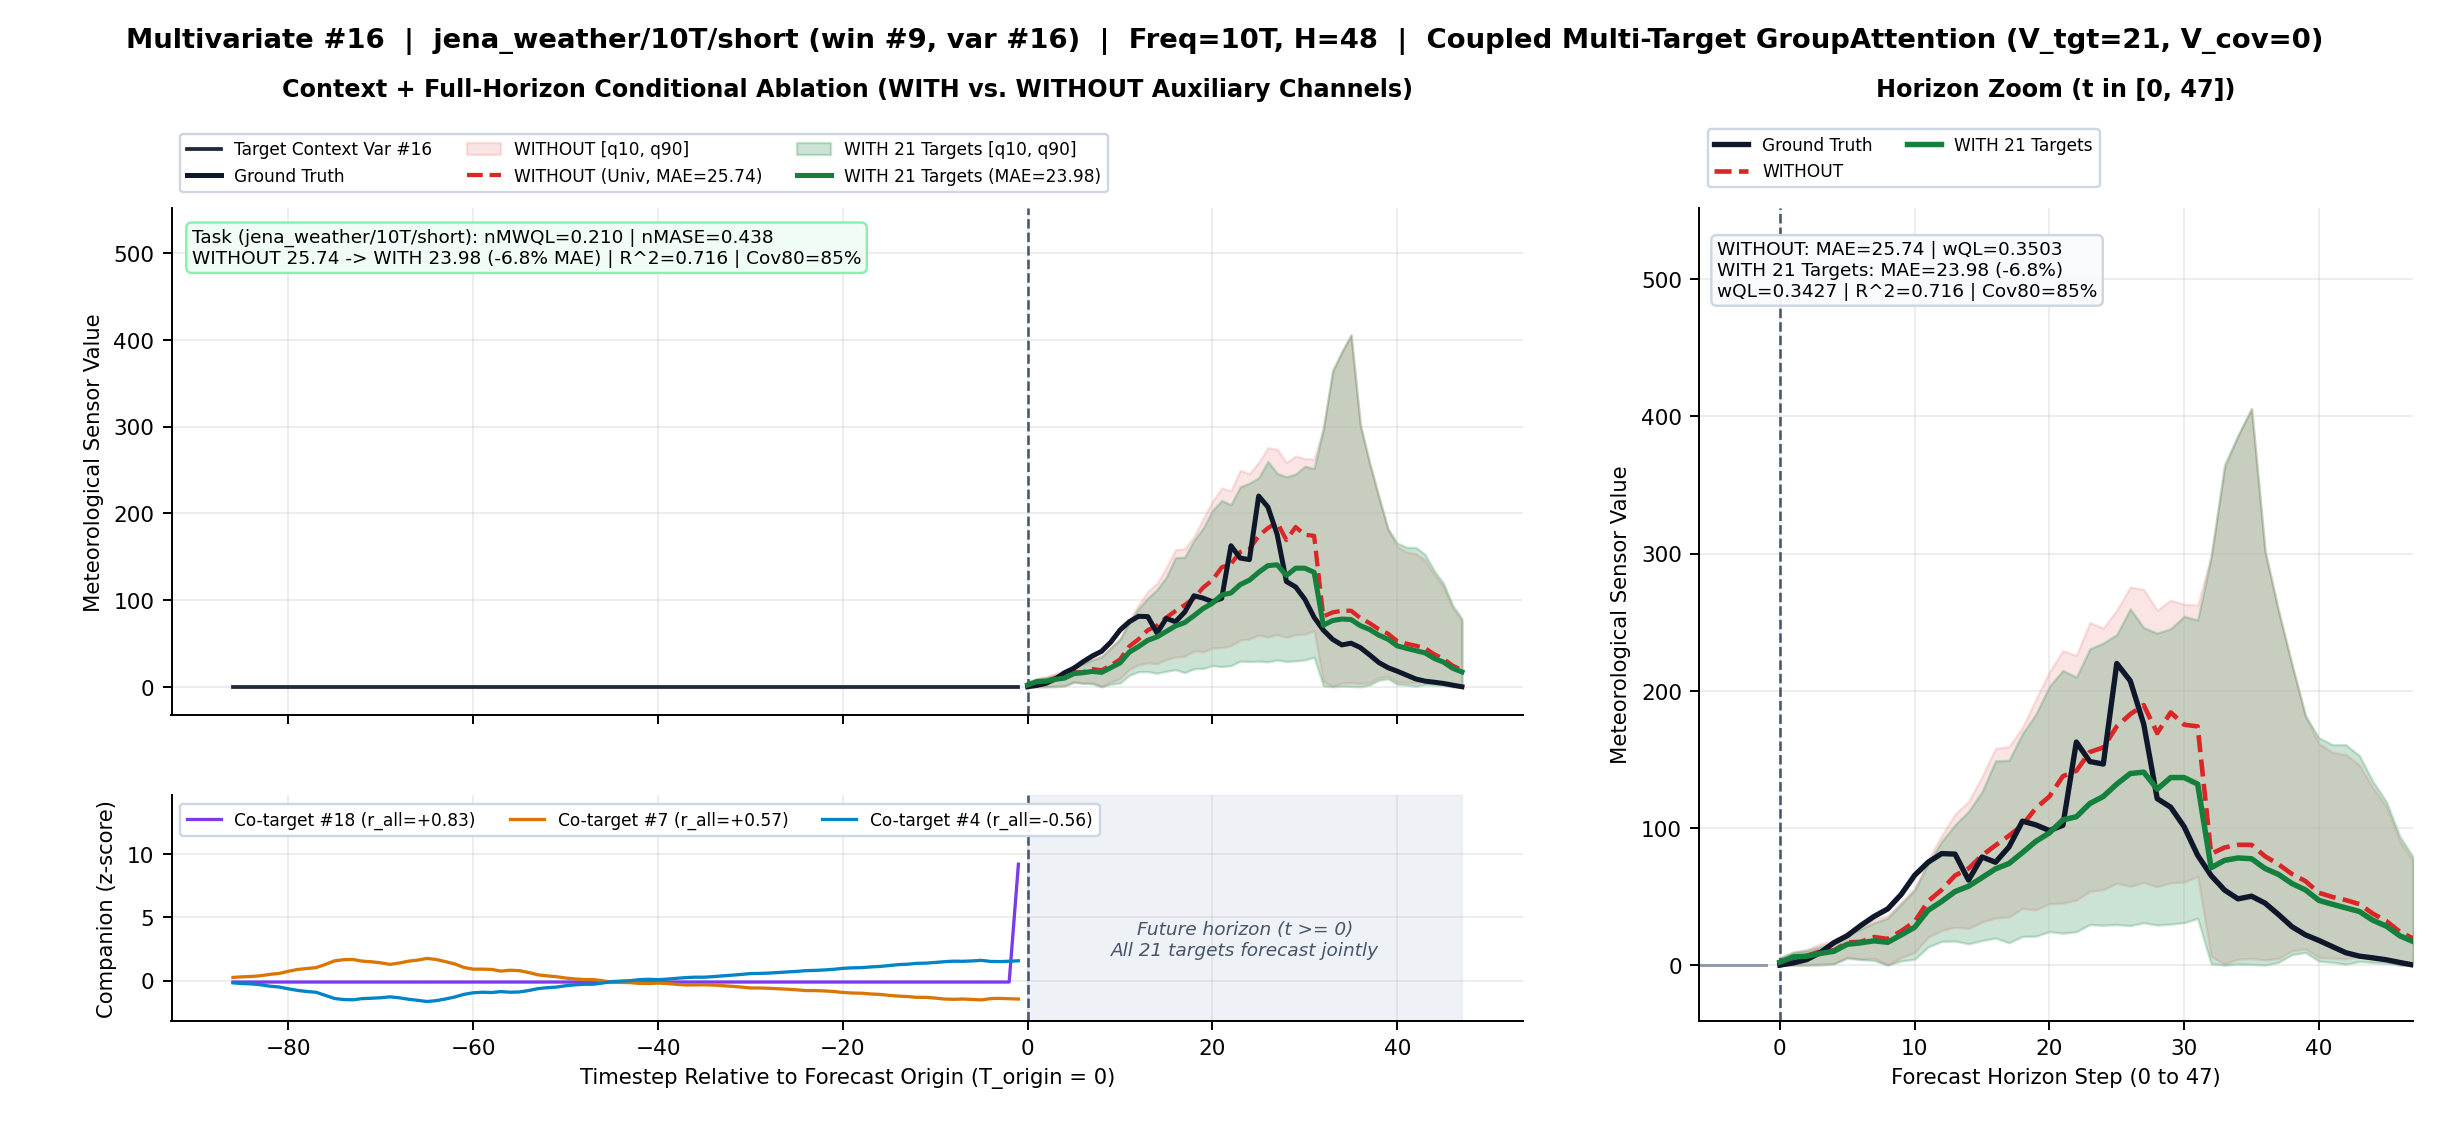 Multivariate #16 | jena_weather/10T/short (win #9, var #16) | Freq=10T, H=48 | Coupled Multi-Target GroupAttention (V_tgt=21, V_cov=0)
Context + Full-Horizon Conditional Ablation (WITH vs. WITHOUT Auxiliary Channels)
Target Context Var #16
Ground Truth
WITHOUT [q10, q90]
WITHOUT (Univ, MAE=25.74)
WITH 21 Targets [q10, q90]
WITH 21 Targets (MAE=23.98)
Task (jena_weather/10T/short): nMWQL=0.210 | nMASE=0.438
WITHOUT 25.74 -> WITH 23.98 (-6.8% MAE) | R^2=0.716 | Cov80=85%
Meteorological Sensor Value
500
400
300
200
100
0
Co-target #18 (r_all=+0.83)
Co-target #7 (r_all=+0.57)
Co-target #4 (r_all=-0.56)
Companion (z-score)
10
5
0
Future horizon (t >= 0)
All 21 targets forecast jointly
−80
−60
−40
−20
0
20
40
Timestep Relative to Forecast Origin (T_origin = 0)
Horizon Zoom (t in [0, 47])
Ground Truth
WITHOUT
WITH 21 Targets
WITHOUT: MAE=25.74 | wQL=0.3503
WITH 21 Targets: MAE=23.98 (-6.8%)
wQL=0.3427 | R^2=0.716 | Cov80=85%
Meteorological Sensor Value
500
400
300
200
100
0
0
10
20
30
40
Forecast Horizon Step (0 to 47)